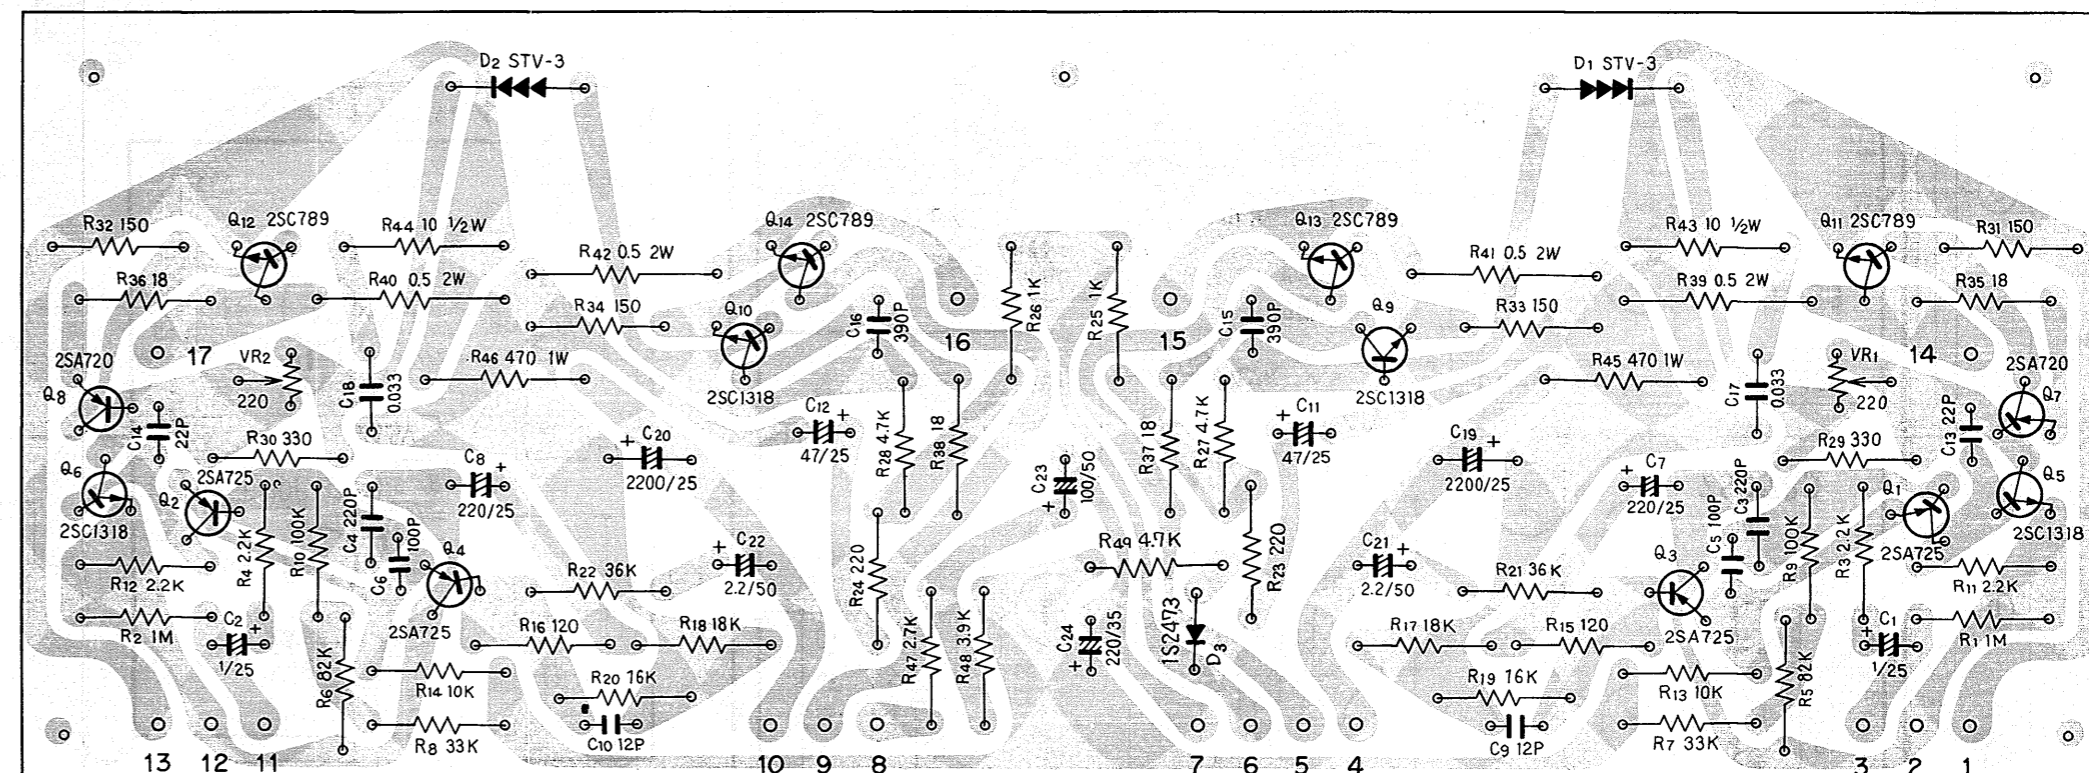 D2 STV-3
D1 STV-3
R32 150
Q12 2SC789
R44 10 ½W
Q14 2SC789
Q13 2SC789
R43 10 ½W
Q11 2SC789
R31 150
R42 0.5 2W
R41 0.5 2W
R36 18
R40 0.5 2W
R39 0.5 2W
R35 18
R34 150
Q10
C16 390P
16
R26 1K
R25 1K
15
C15 390P
Q9
R33 150
2SA720
17
VR2
R46 470 1W
R45 470 1W
VR1
14
2SA720
Q8
220
C18 0.033
2SC1318
2SC1318
C17 0.033
220
Q7
C14 22P
C12 +
47/25
R28 4.7K
R38 18
R37 18
R27 4.7K
+ C11
47/25
C13 22P
R30 330
+ C20
2200/25
C19 +
2200/25
R29 330
Q6
2SA725
C8 +
220/25
C23 100/50 +
+ C7
220/25
Q1
Q5
Q2
2SC1318
R4 2.2K
R10 100K
C4 220P
C6 100P
Q4
C5 100P
C3 220P
R9 100K
R3 2.2K
2SC1318
R12 2.2K
+ C22
2.2/50
R24 220
R49 4.7K
R23 220
C21 +
2.2/50
Q3
2SA725
R11 2.2K
R22 36K
R21 36K
R2 1M
C2 +
1/25
2SA725
R16 120
R18 18K
R47 2.7K
R48 3.9K
C24 220/35 +
1S2473
D3
R17 18K
R15 120
2SA725
+ C1
1/25
R1 1M
R6 82K
R14 10K
R20 16K
R19 16K
R13 10K
R5 82K
R8 33K
C10 12P
C9 12P
R7 33K
13 12 11 10 9 8 7 6 5 4 3 2 1